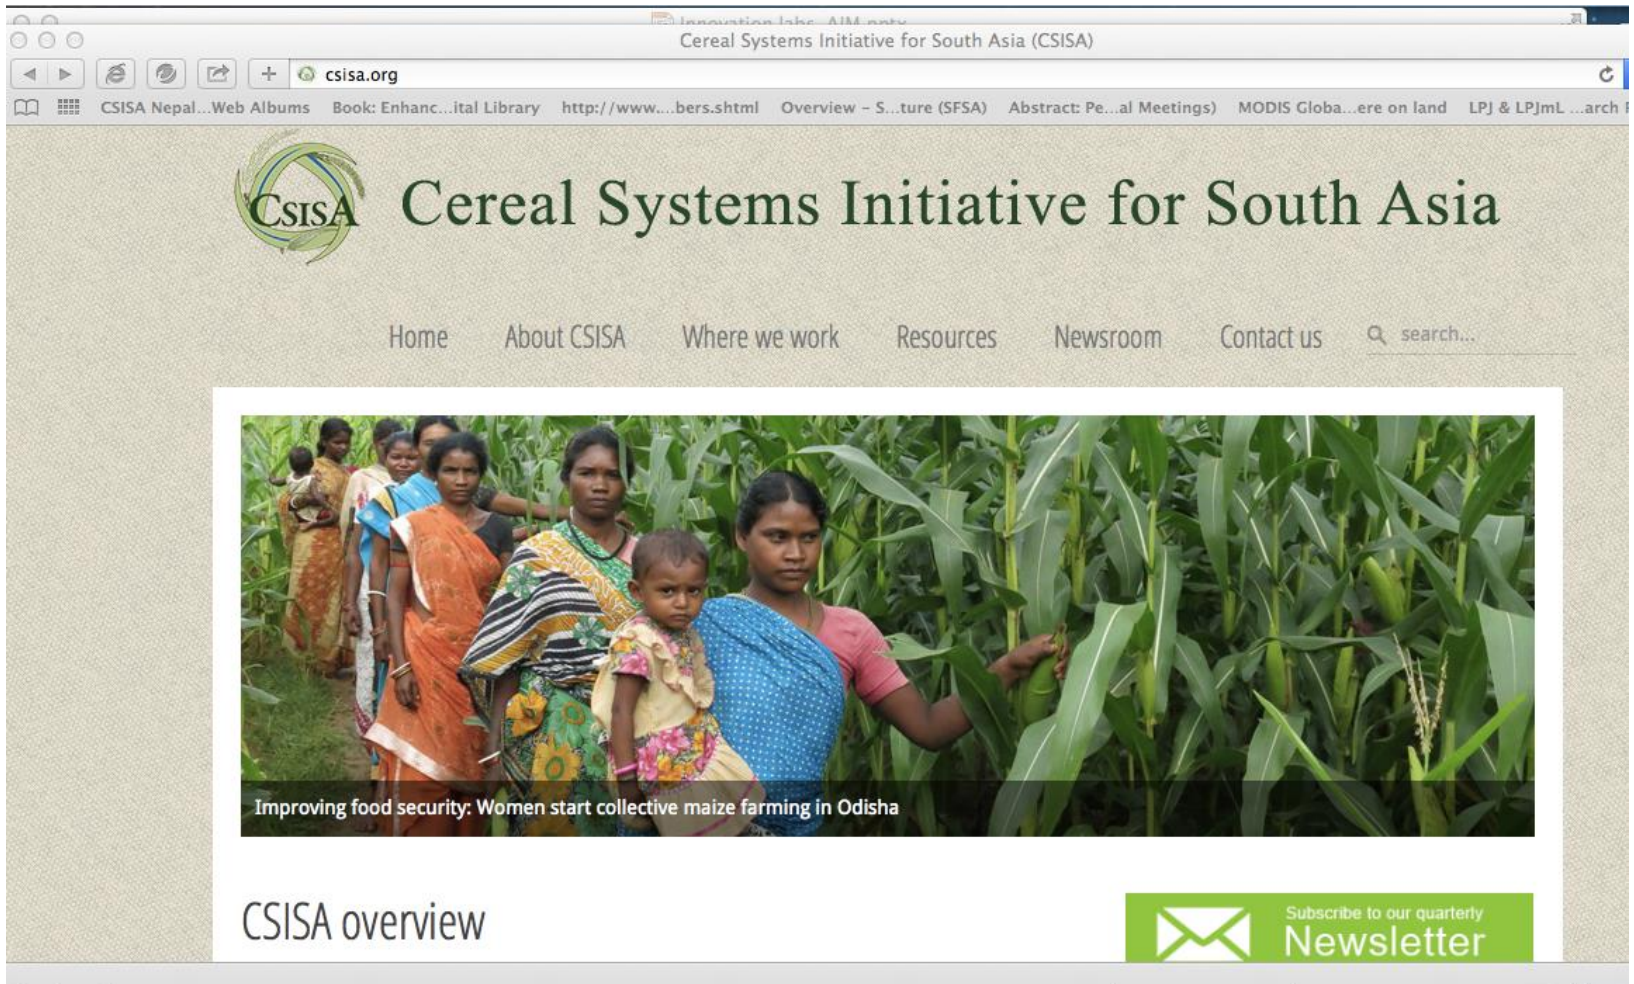 Innovation labs_AIM.pptx
Cereal Systems Initiative for South Asia (CSISA)
csisa.org
CSISA Nepal...Web Albums Book: Enhanc...ital Library http://www....bers.shtml Overview – S...ture (SFSA) Abstract: Pe...al Meetings) MODIS Globa...ere on land LPJ & LPJmL ...arch
CSISA
Cereal Systems Initiative for South Asia
Home About CSISA Where we work Resources Newsroom Contact us search...
Improving food security: Women start collective maize farming in Odisha
CSISA overview
Subscribe to our quarterly
Newsletter